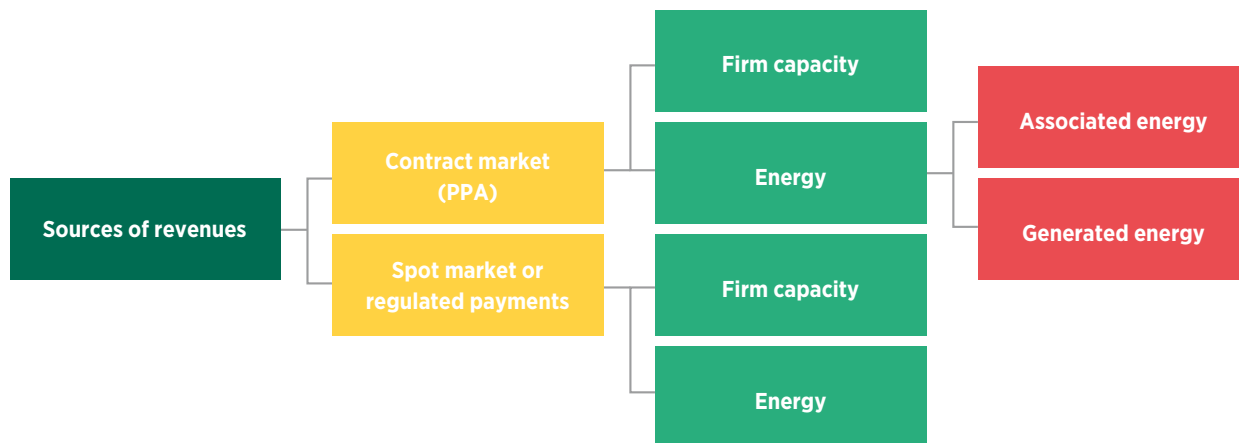 Sources of revenues
Contract market
(PPA)
Spot market or
regulated payments
Firm capacity
Energy
Firm capacity
Energy
Associated energy
Generated energy